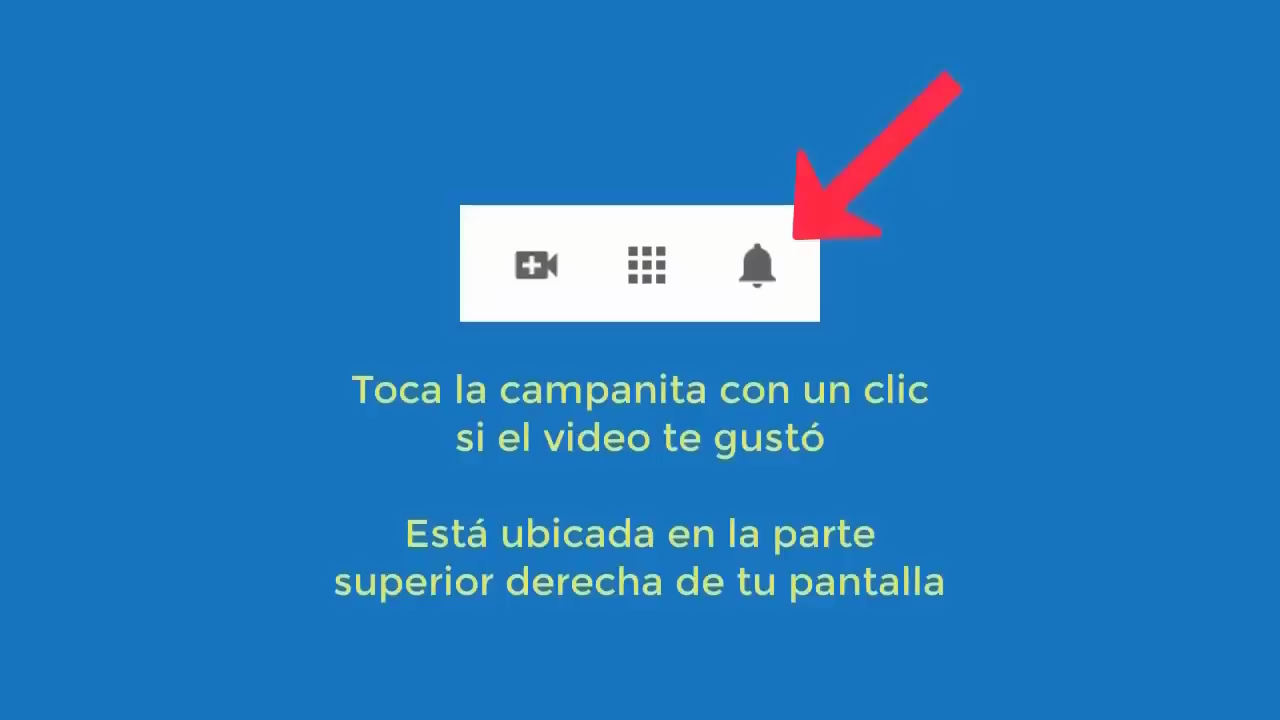 Toca la campanita con un clic
si el video te gustó
Está ubicada en la parte
superior derecha de tu pantalla